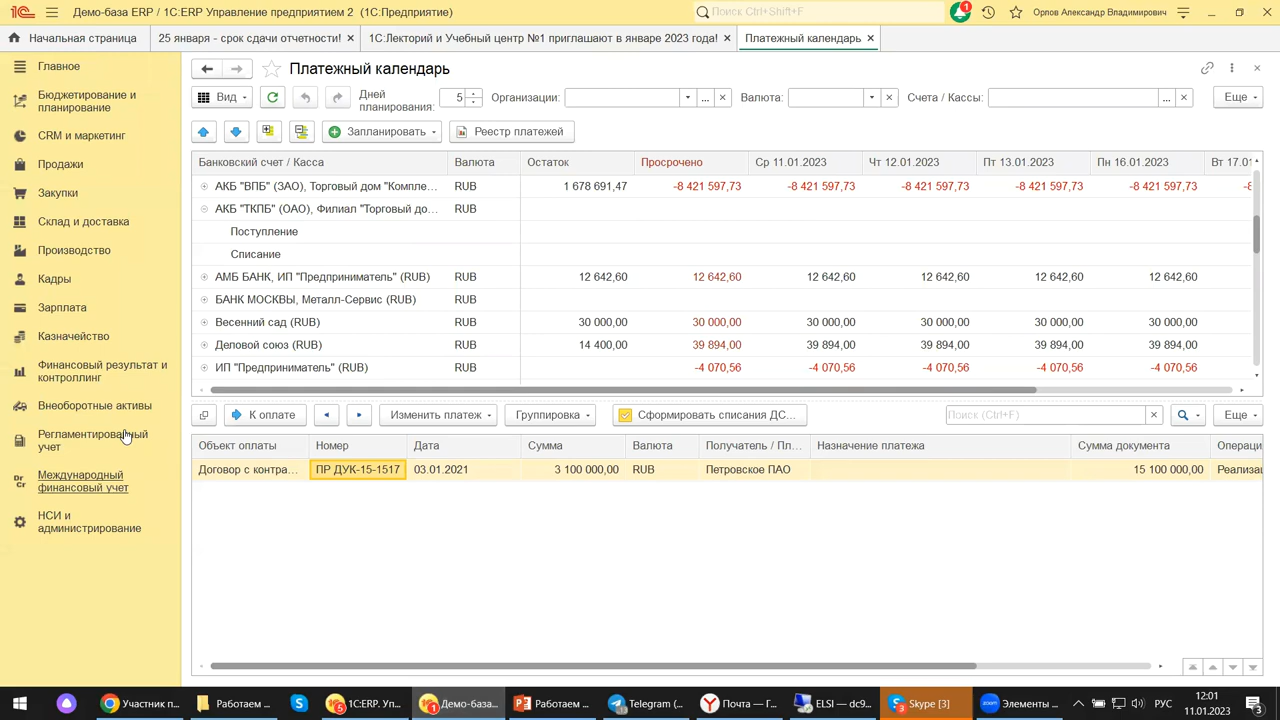 Демо-база ERP / 1С:ERP Управление предприятием 2 (1С:Предприятие)
Поиск Ctrl+Shift+F
1
Орлов Александр Владимирович
Начальная страница
25 января - срок сдачи отчетности! ×
1С:Лекторий и Учебный центр №1 приглашают в январе 2023 года! ×
Платежный календарь ×
Главное
Бюджетирование и
планирование
CRM и маркетинг
Продажи
Закупки
Склад и доставка
Производство
Кадры
Зарплата
Казначейство
Финансовый результат и
контроллинг
Внеоборотные активы
Регламентированный
учет
Международный
финансовый учет
НСИ и
администрирование
Платежный календарь
Вид
Дней
планирования:
5
Организации:
Валюта:
Счета / Кассы:
Еще
Запланировать
Реестр платежей
Банковский счет / Касса Валюта Остаток Просрочено Ср 11.01.2023 Чт 12.01.2023 Пт 13.01.2023 Пн 16.01.2023 Вт 17.01
АКБ "ВПБ" (ЗАО), Торговый дом "Компле... RUB 1 678 691,47 -8 421 597,73 -8 421 597,73 -8 421 597,73 -8 421 597,73 -8 421 597,73 -8
АКБ "ТКПБ" (ОАО), Филиал "Торговый до... RUB
Поступление
Списание
АМБ БАНК, ИП "Предприниматель" (RUB) RUB 12 642,60 12 642,60 12 642,60 12 642,60 12 642,60 12 642,60
БАНК МОСКВЫ, Металл-Сервис (RUB) RUB
Весенний сад (RUB) RUB 30 000,00 30 000,00 30 000,00 30 000,00 30 000,00 30 000,00
Деловой союз (RUB) RUB 14 400,00 39 894,00 39 894,00 39 894,00 39 894,00 39 894,00
ИП "Предприниматель" (RUB) RUB -4 070,56 -4 070,56 -4 070,56 -4 070,56 -4 070,56
К оплате
Изменить платеж
Группировка
Сформировать списания ДС...
Поиск (Ctrl+F)
Еще
Объект оплаты Номер Дата Сумма Валюта Получатель / Пл... Назначение платежа Сумма документа Операци
Договор с контра... ПР ДУК-15-1517 03.01.2021 3 100 000,00 RUB Петровское ПАО 15 100 000,00 Реализац
Участник п...
Работаем ...
5
1С:ERP. Уп...
1
Демо-база...
Работаем ...
Telegram (...
Почта — Г...
ELSI — dc9...
3
Skype [3]
zoom
Элементы ...
РУС
12:01
11.01.2023
3